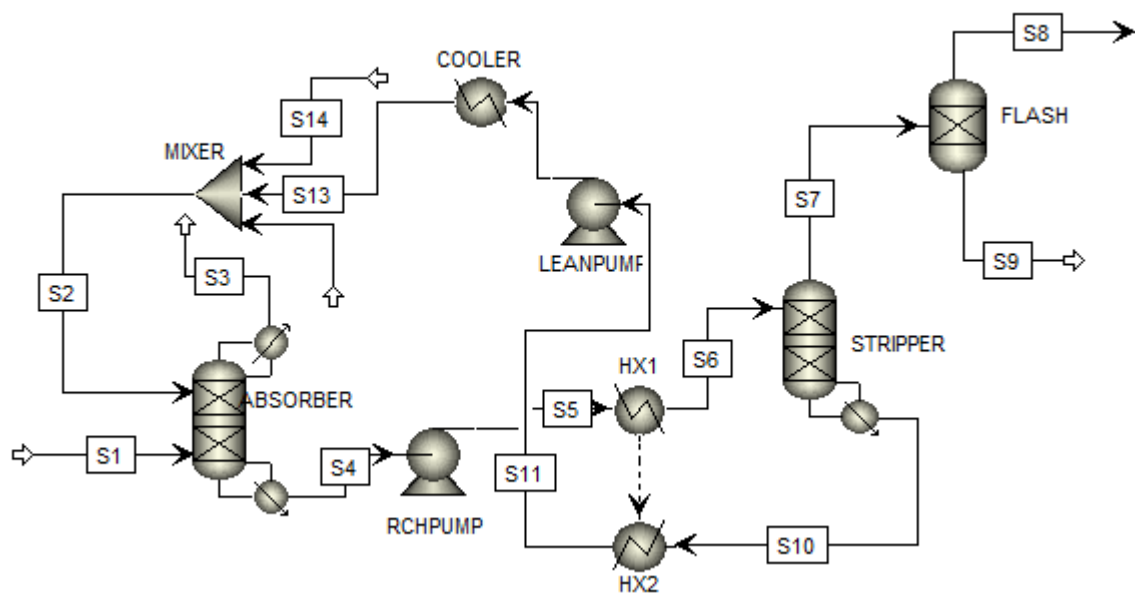 S8
COOLER
S14
FLASH
MIXER
S13
S7
LEANPUMP
S9
S3
S2
STRIPPER
S6
HX1
ABSORBER
S5
S1
S4
S11
RCHPUMP
S10
HX2